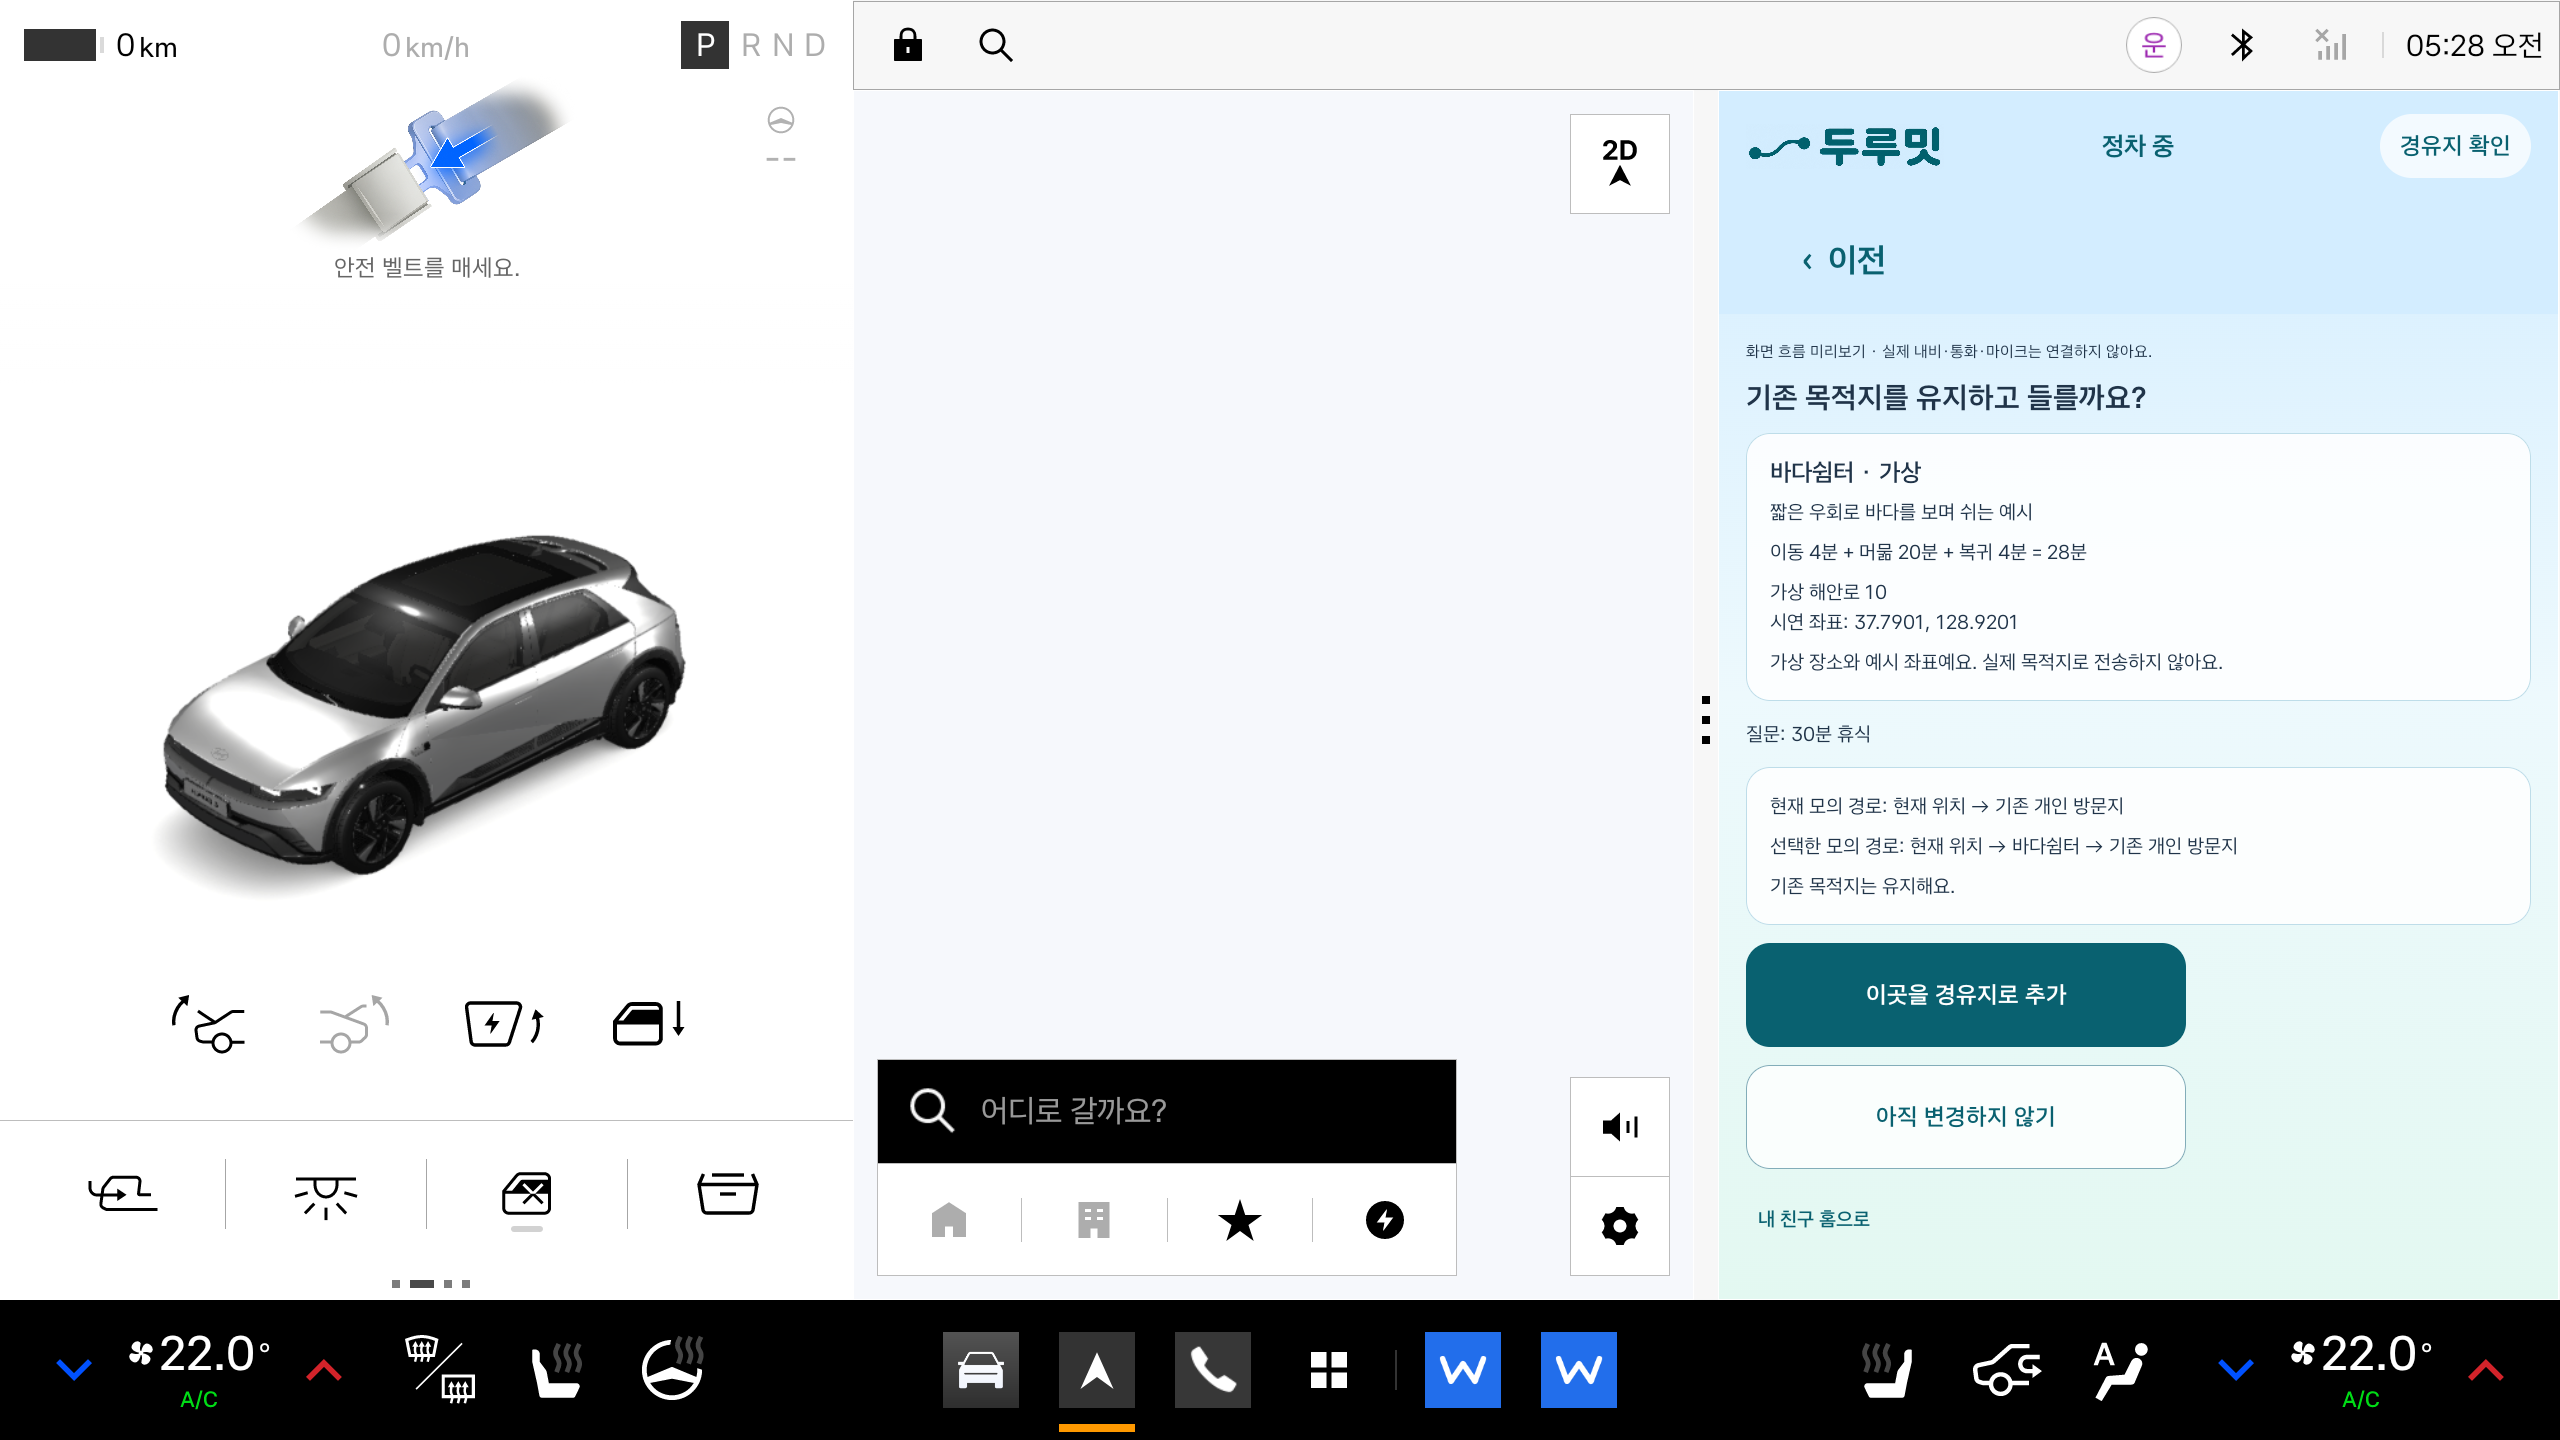 0 km
0 km/h
P R N D
안전 벨트를 매세요.
운
05:28 오전
2D
어디로 갈까요?
두루밋
정차 중
경유지 확인
‹ 이전
화면 흐름 미리보기 · 실제 내비·통화·마이크는 연결하지 않아요.
기존 목적지를 유지하고 들를까요?
바다쉼터 · 가상
짧은 우회로 바다를 보며 쉬는 예시
이동 4분 + 머묾 20분 + 복귀 4분 = 28분
가상 해안로 10
시연 좌표: 37.7901, 128.9201
가상 장소와 예시 좌표예요. 실제 목적지로 전송하지 않아요.
질문: 30분 휴식
현재 모의 경로: 현재 위치 → 기존 개인 방문지
선택한 모의 경로: 현재 위치 → 바다쉼터 → 기존 개인 방문지
기존 목적지는 유지해요.
이곳을 경유지로 추가
아직 변경하지 않기
내 친구 홈으로
22.0°
A/C
A
22.0°
A/C